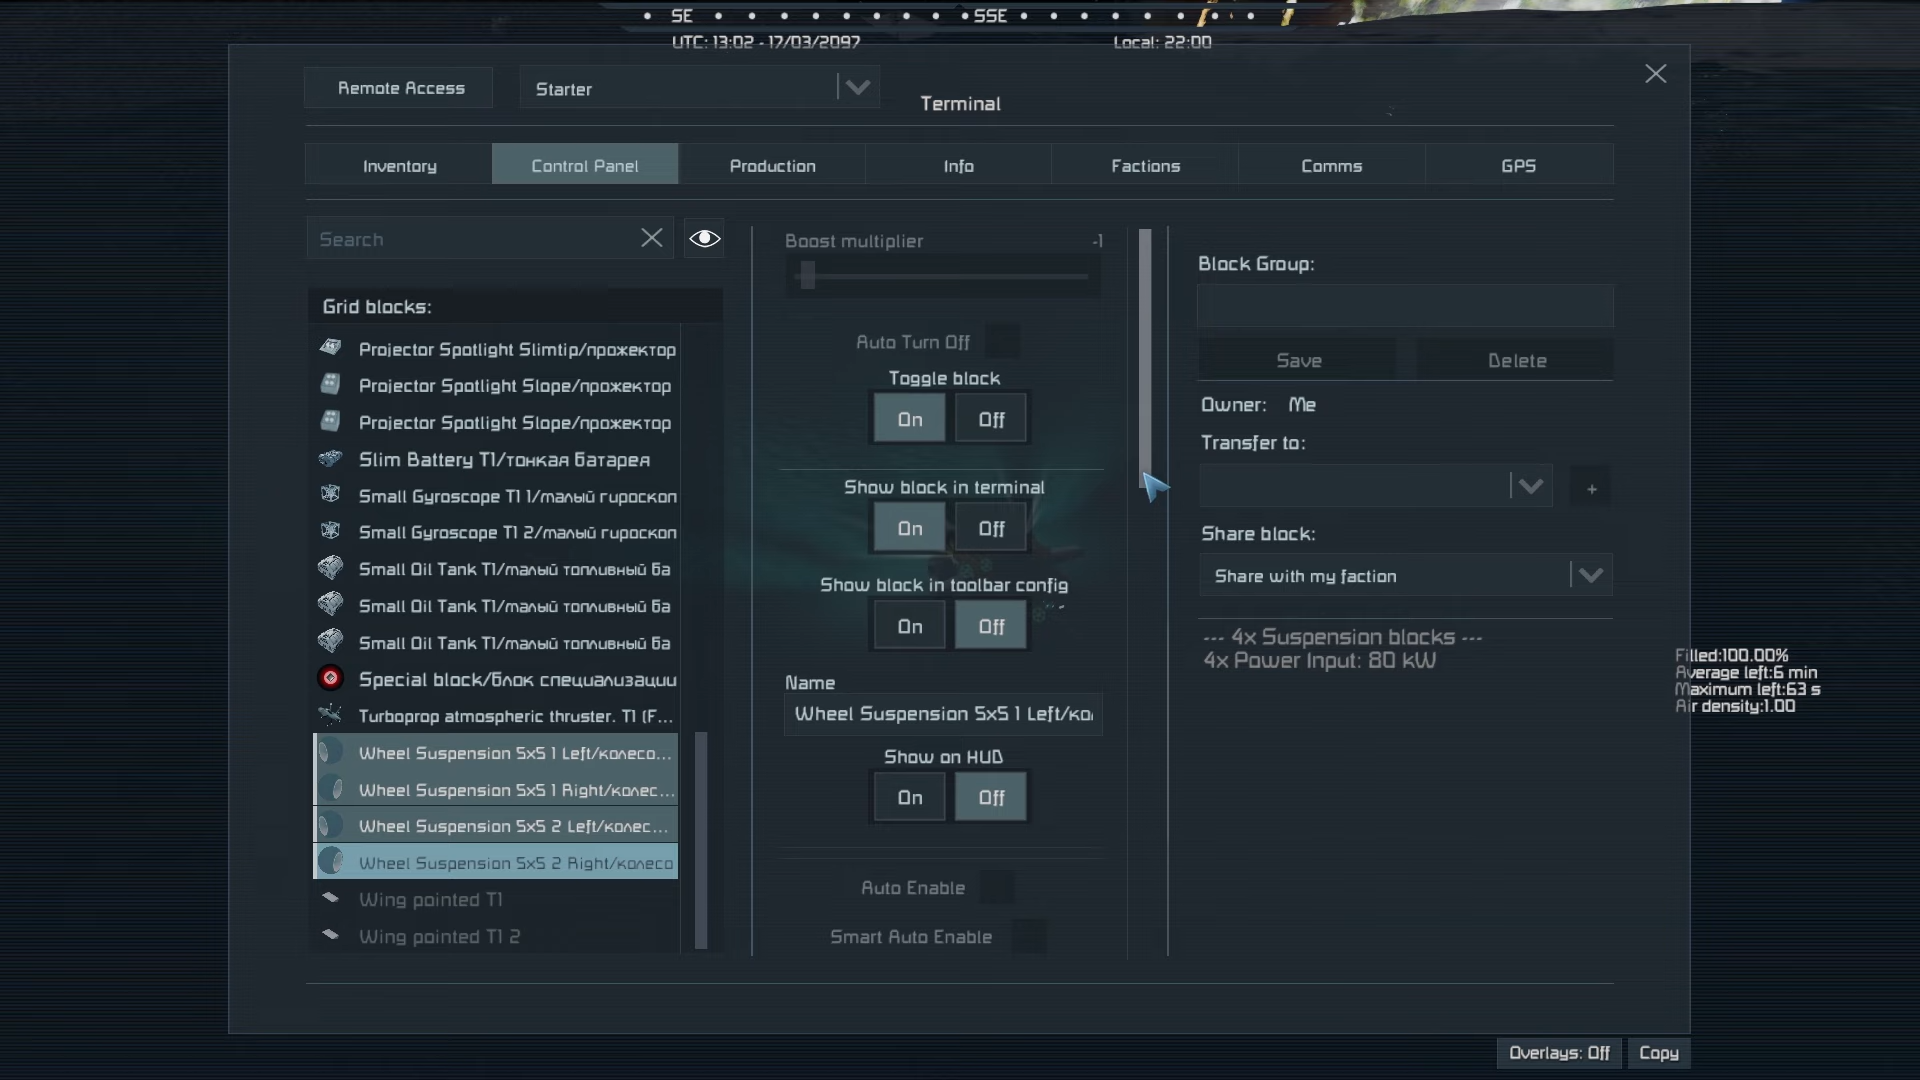 SE SSE
UTC: 13:02 - 17/03/2097 Local: 22:00
Remote Access Starter
Terminal
Inventory Control Panel Production Info Factions Comms GPS
Search
Grid blocks:
Projector Spotlight Slimtip/прожектор
Projector Spotlight Slope/прожектор
Projector Spotlight Slope/прожектор
Slim Battery T1/тонкая батарея
Small Gyroscope T1 1/малый гироскоп
Small Gyroscope T1 2/малый гироскоп
Small Oil Tank T1/малый топливный ба
Small Oil Tank T1/малый топливный ба
Small Oil Tank T1/малый топливный ба
Special block/блок специализации
Turboprop atmospheric thruster. T1 (F...
Wheel Suspension 5x5 1 Left/колесо...
Wheel Suspension 5x5 1 Right/колес...
Wheel Suspension 5x5 2 Left/колес...
Wheel Suspension 5x5 2 Right/колесо
Wing pointed T1
Wing pointed T1 2
Boost multiplier -1
Auto Turn Off
Toggle block
On Off
Show block in terminal
On Off
Show block in toolbar config
On Off
Name
Wheel Suspension 5x5 1 Left/ко
Show on HUD
On Off
Auto Enable
Smart Auto Enable
Block Group:
Save Delete
Owner: Me
Transfer to:
+
Share block:
Share with my faction
--- 4x Suspension blocks ---
4x Power Input: 80 kW
Filled:100.00%
Average left:6 min
Maximum left:63 s
Air density:1.00
Overlays: Off Copy